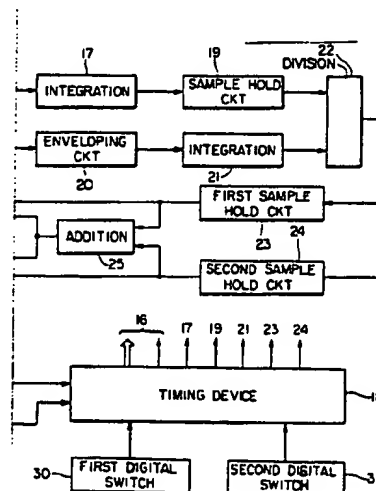 17
19
22
DIVISION
INTEGRATION
SAMPLE HOLD
CKT
ENVELOPING
CKT
INTEGRATION
20
21
FIRST SAMPLE
HOLD CKT
23
24
ADDITION
25
SECOND SAMPLE
HOLD CKT
16
17
19
21
23
24
TIMING DEVICE
30
FIRST DIGITAL
SWITCH
SECOND DIGITAL
SWITCH